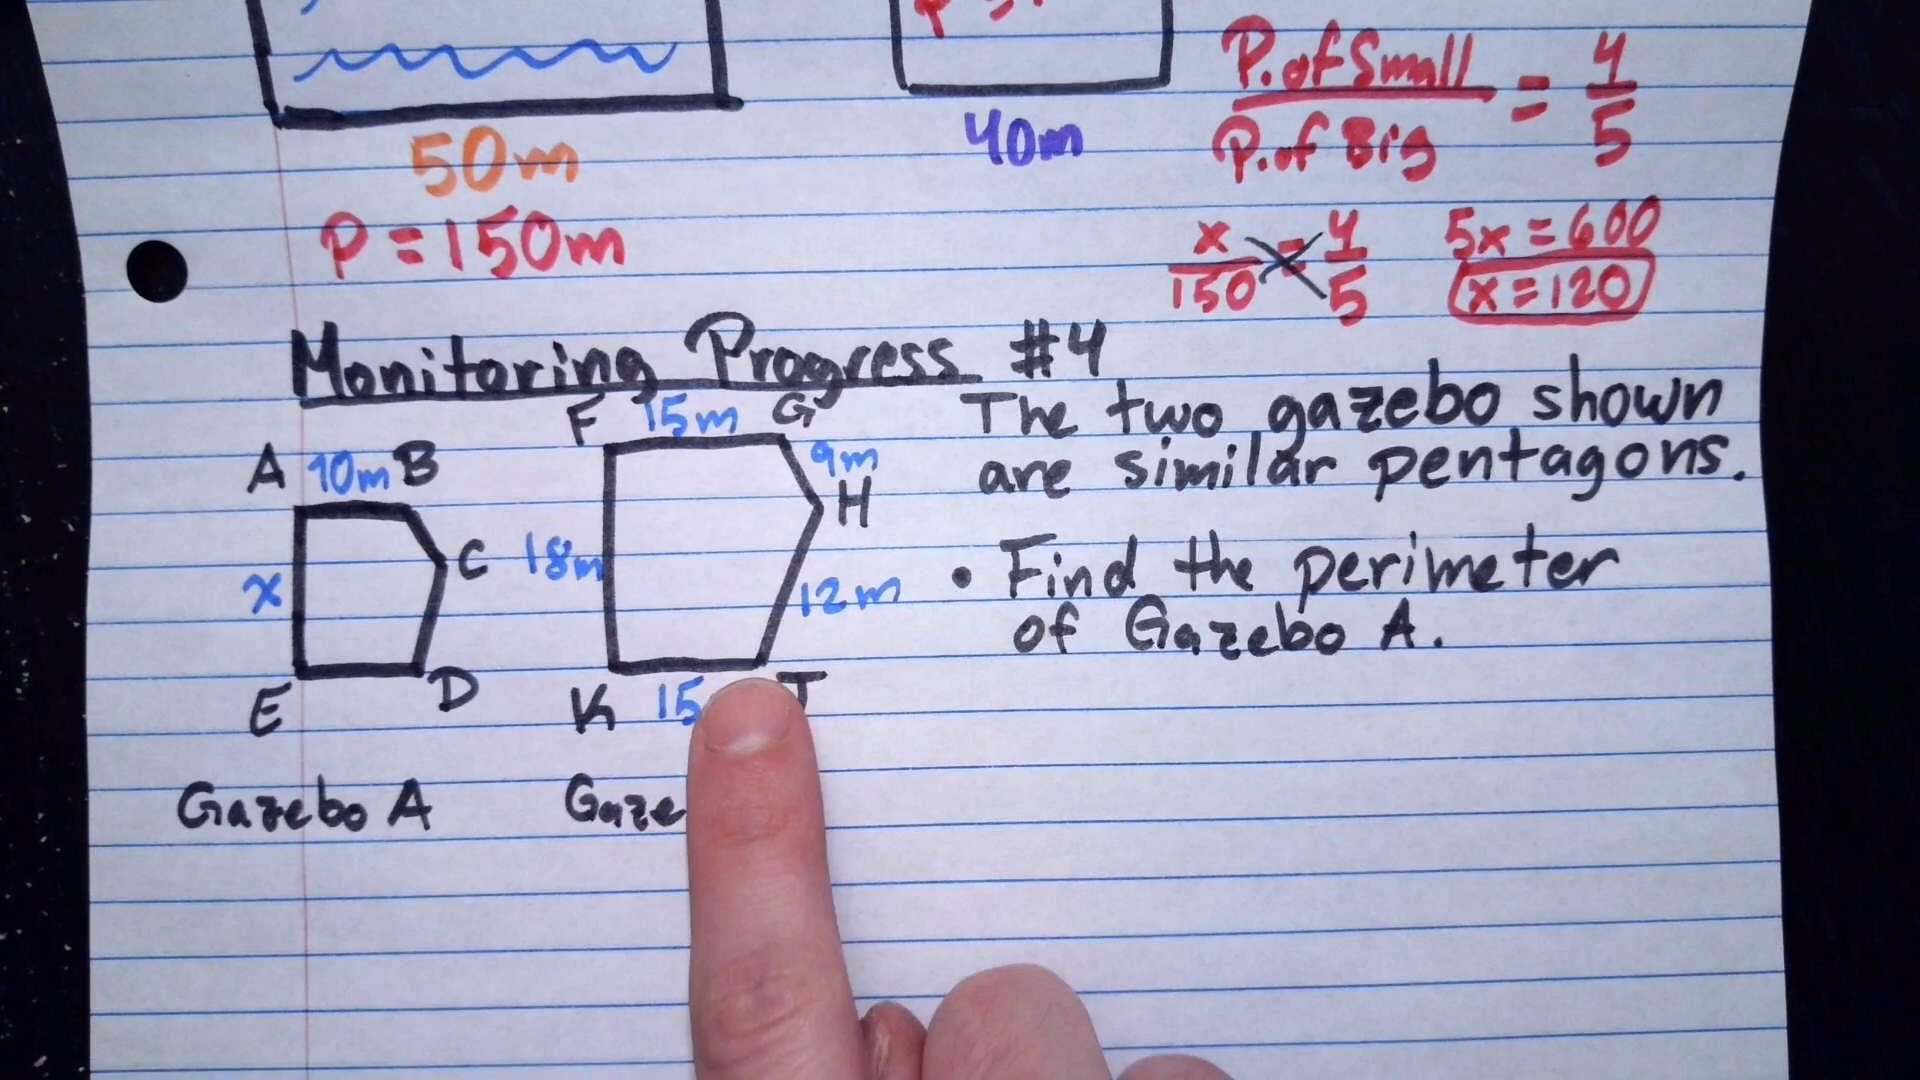 50m
40m
P. of Small
P. of Big
=
4
5
P = 150m
x
150
=
4
5
5x = 600
x = 120
Monitoring Progress #4
The two gazebo shown
are similar pentagons.
• Find the perimeter
of Gazebo A.
A 10m B
C
x
E D
F 15m G
9m
H
18m
12m
K 15 J
Gazebo A